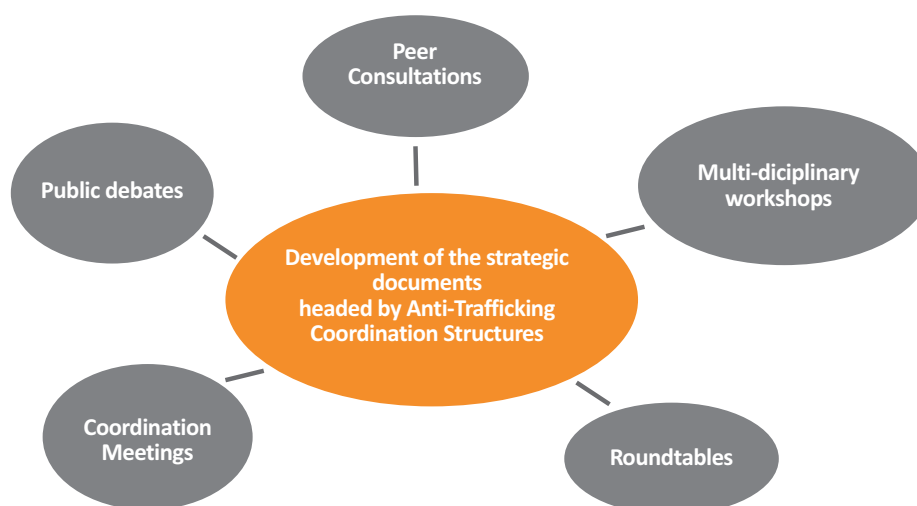 Peer
Consultations
Public debates
Multi-diciplinary
workshops
Development of the strategic
documents
headed by Anti-Trafficking
Coordination Structures
Coordination
Meetings
Roundtables